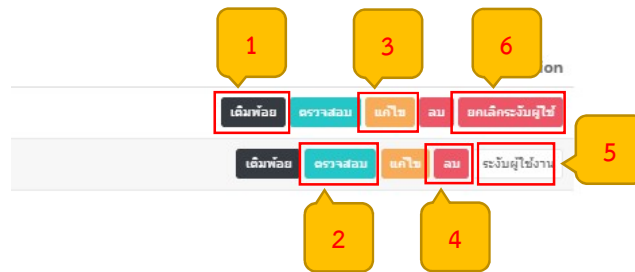 1 3 6
ion
เติมพ้อย ตรวจสอบ แก้ไข ลบ ยกเลิกระงับผู้ใช้
เติมพ้อย ตรวจสอบ แก้ไข ลบ ระงับผู้ใช้งาน 5
2 4